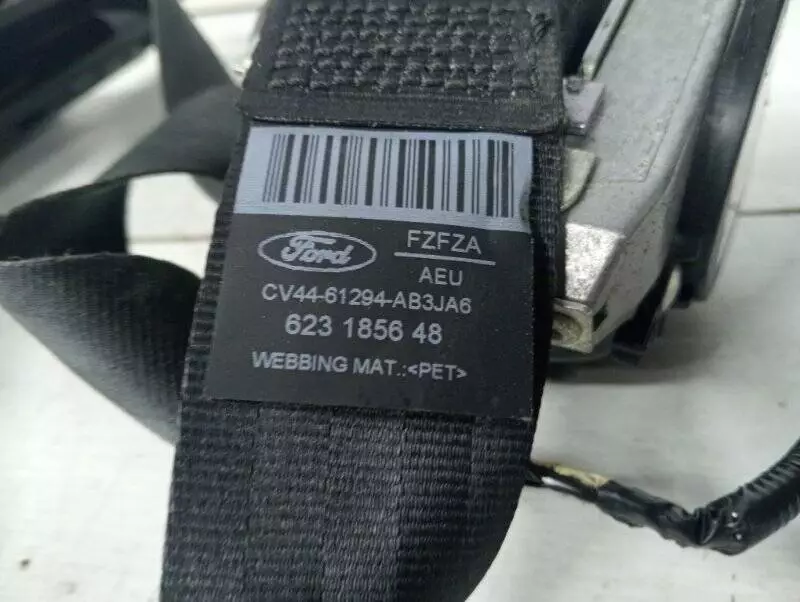 Ford
FZFZA
AEU
CV44-61294-AB3JA6
623 1856 48
WEBBING MAT.:<PET>